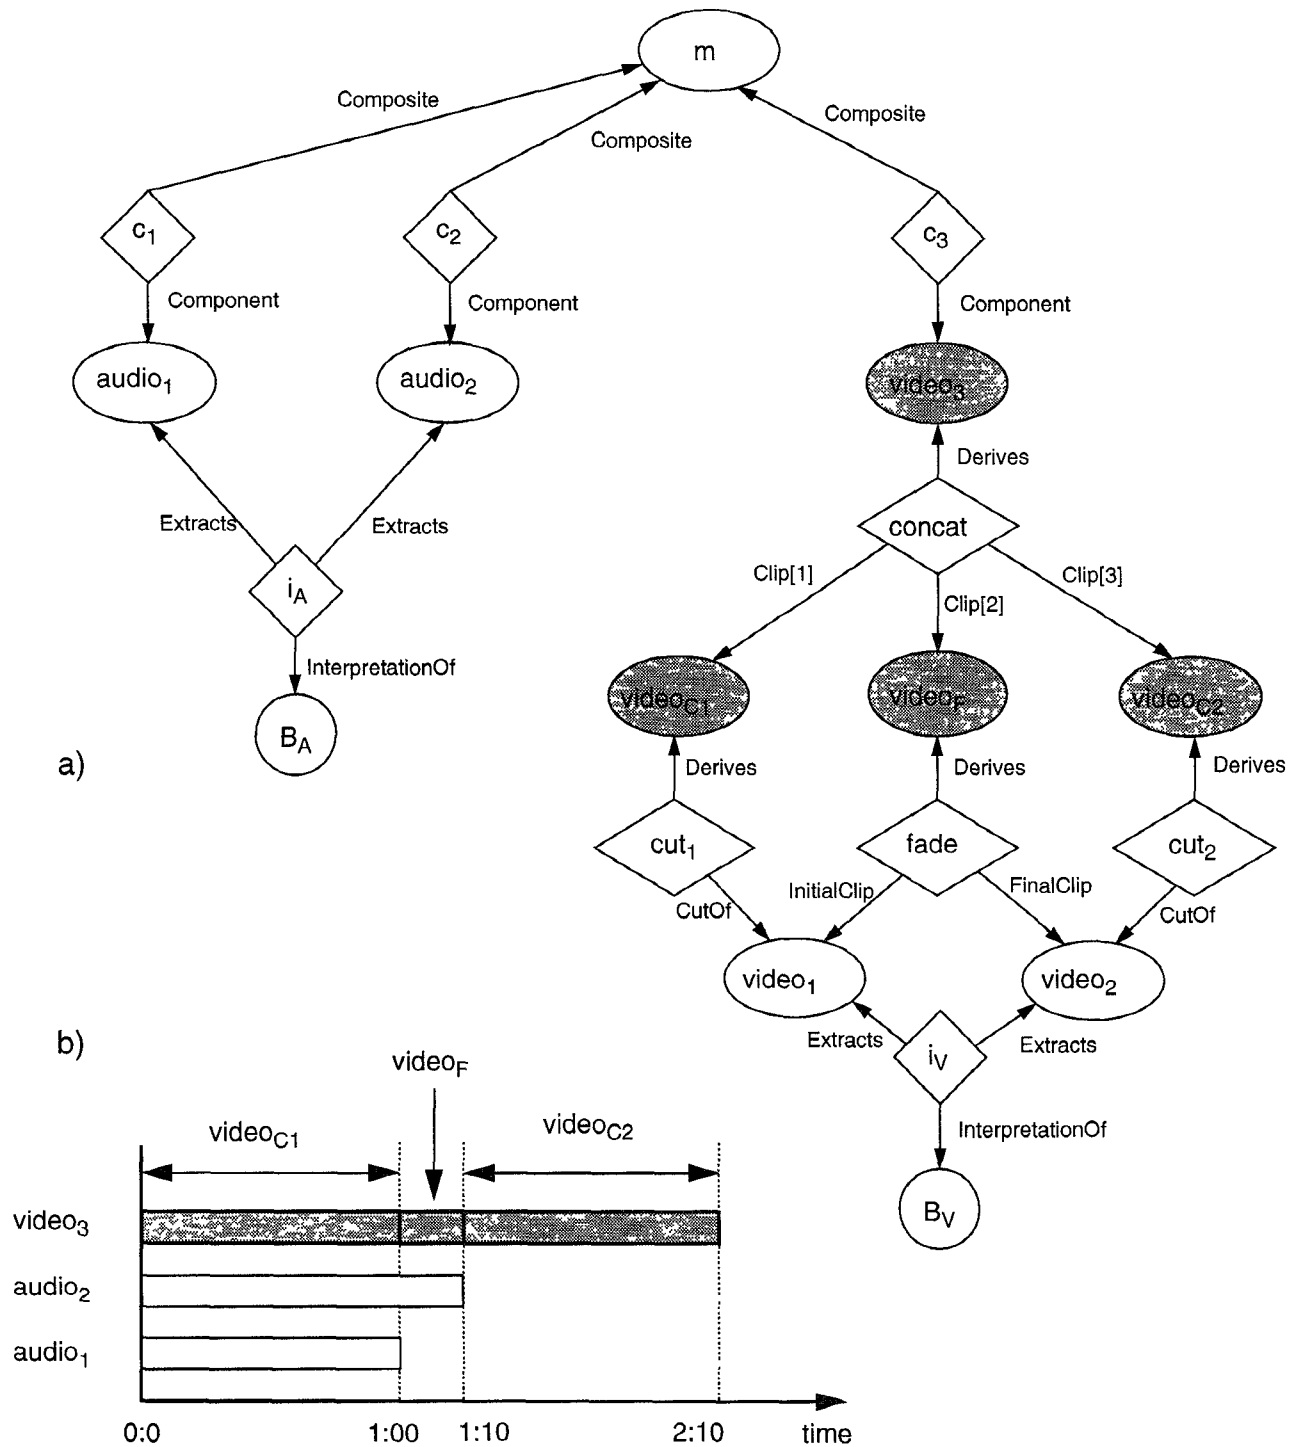 m
Composite
Composite
Composite
c1
c2
c3
Component
Component
Component
audio1
audio2
video3
Derives
Extracts
Extracts
concat
Clip[1]
Clip[2]
Clip[3]
iA
InterpretationOf
videoC1
videoF
videoC2
BA
a)
Derives
Derives
Derives
cut1
fade
cut2
InitialClip
FinalClip
CutOf
CutOf
video1
video2
Extracts
Extracts
iV
InterpretationOf
BV
b)
videoF
videoC1
videoC2
video3
audio2
audio1
0:0 1:00 1:10 2:10 time